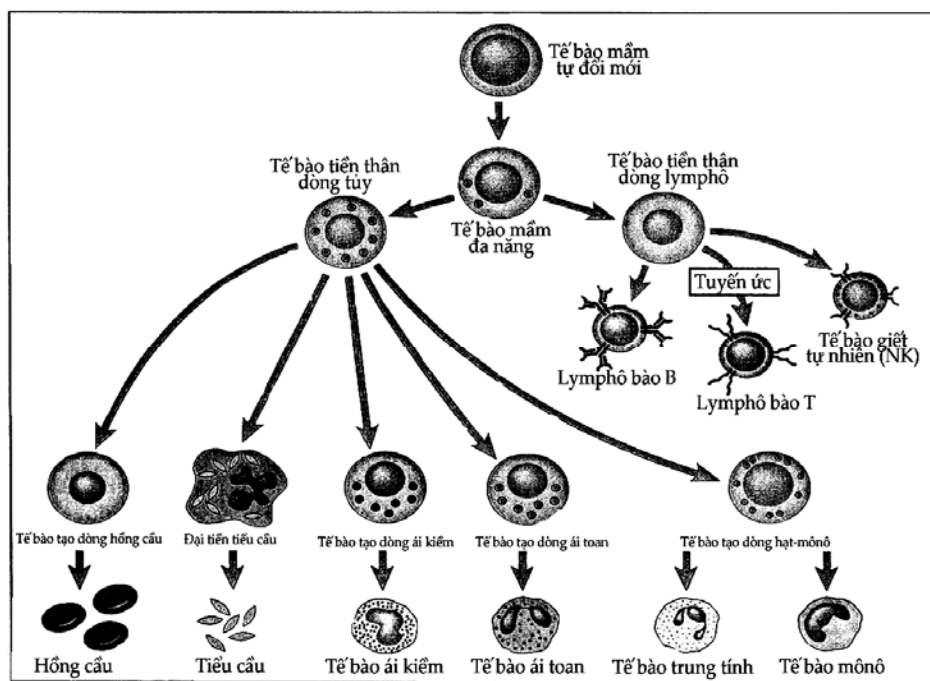 Tế bào mầm
tự đổi mới
Tế bào tiền thân
dòng tủy
Tế bào tiền thân
dòng lymphô
Tế bào mầm
đa năng
Tuyến ức
Lymphô bào B
Lymphô bào T
Tế bào giết
tự nhiên (NK)
Tế bào tạo dòng hồng cầu
Đại tiền tiểu cầu
Tế bào tạo dòng ái kiềm
Tế bào tạo dòng ái toan
Tế bào tạo dòng hạt-mônô
Hồng cầu
Tiểu cầu
Tế bào ái kiềm
Tế bào ái toan
Tế bào trung tính
Tế bào mônô